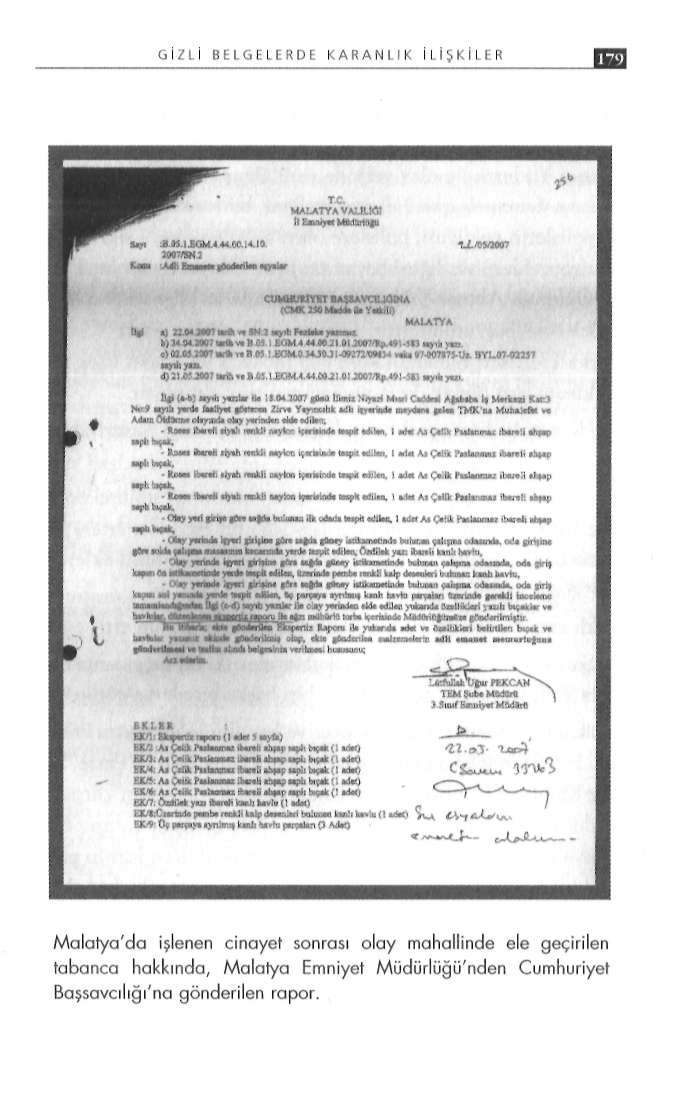 GİZLİ BELGELERDE KARANLIK İLİŞKİLER
179
256
T.C.
MALATYA VALİLİĞİ
İl Emniyet Müdürlüğü
Sayı :B.05.1.EGM.4.44.00.14.10. /05/2007
2007/SN.2
Konu :Adli Emanete gönderilen eşyalar
CUMHURİYET BAŞSAVCILIĞINA
(CMK 250 Madde ile Yetkili)
MALATYA
İlgi a) 22.04.2007 tarih ve SN:2 sayılı Fezleke yazımız.
b) 34.04.2007 tarih ve B.05.1.EGM.4.44.00.21.01.2007/Rp.491-583 sayılı yazı.
c) 02.05.2007 tarih ve B.05.1.EGM.0.34.30.31-09272/09834 vaka 07-007875-Uz. BYL.07-02257
sayılı yazı.
d) 21.05.2007 tarih ve B.05.1.EGM.4.44.00.21.01.2007/Rp.491-583 sayılı yazı.
İlgi (a-b) sayılı yazılar ile 18.04.2007 günü İlimiz Niyazi Mısri Caddesi Ağababa İş Merkezi Kat:3
No:9 sayılı yerde faaliyet gösteren Zirve Yayıncılık adlı işyerinde meydana gelen TMK'na Muhalefet ve
Adam Öldürme olayında olay yerinden elde edilen;
- Roses ibareli siyah renkli naylon içerisinde tespit edilen, 1 adet As Çelik Paslanmaz ibareli ahşap
saplı bıçak,
- Roses ibareli siyah renkli naylon içerisinde tespit edilen, 1 adet As Çelik Paslanmaz ibareli ahşap
saplı bıçak,
- Roses ibareli siyah renkli naylon içerisinde tespit edilen, 1 adet As Çelik Paslanmaz ibareli ahşap
saplı bıçak,
- Roses ibareli siyah renkli naylon içerisinde tespit edilen, 1 adet As Çelik Paslanmaz ibareli ahşap
saplı bıçak,
- Olay yeri girişe göre sağda bulunan ilk odada tespit edilen, 1 adet As Çelik Paslanmaz ibareli ahşap
saplı bıçak,
- Olay yerinde işyeri girişine göre sağda güney istikametinde bulunan çalışma odasında, oda girişine
göre solda çalışma masasının kenarında yerde tespit edilen, Özdilek yazı ibareli kanlı havlu,
- Olay yerinde işyeri girişine göre sağda güney istikametinde bulunan çalışma odasında, oda giriş
kapısı ön istikametinde yerde tespit edilen, üzerinde pembe renkli kalp desenleri bulunan kanlı havlu,
- Olay yerinde işyeri girişine göre sağda güney istikametinde bulunan çalışma odasında, oda giriş
kapısı sol yanında yerde tespit edilen, üç parçaya ayrılmış kanlı havlu parçaları üzerinde gerekli inceleme
tamamlandığından İlgi (c-d) sayılı yazılar ile olay yerinden elde edilen yukarıda özellikleri yazılı bıçaklar ve
havlular, düzenlenen ekspertiz raporu ile ağzı mühürlü torba içerisinde Müdürlüğümüze gönderilmiştir.
Bu itibarla; ekte gönderilen Ekspertiz Raporu ile yukarıda adet ve özellikleri belirtilen bıçak ve
havlular yazımız ekinde gönderilmiş olup, ekte gönderilen malzemelerin adli emanet memurluğuna
gönderilmesi ve teslim alındı belgesinin verilmesi hususunu;
Arz ederim.
Lütfullah Uğur PEKCAN
TEM Şube Müdürü
3.Sınıf Emniyet Müdürü
EKLER :
EK/1: Ekspertiz raporu (1 adet 5 sayfa)
EK/2 :As Çelik Paslanmaz ibareli ahşap saplı bıçak (1 adet)
EK/3: As Çelik Paslanmaz ibareli ahşap saplı bıçak (1 adet)
EK/4: As Çelik Paslanmaz ibareli ahşap saplı bıçak (1 adet)
EK/5: As Çelik Paslanmaz ibareli ahşap saplı bıçak (1 adet)
EK/6: As Çelik Paslanmaz ibareli ahşap saplı bıçak (1 adet)
EK/7: Özdilek yazı ibareli kanlı havlu (1 adet)
EK/8:Üzerinde pembe renkli kalp desenleri bulunan kanlı havlu (1 adet)
EK/9: Üç parçaya ayrılmış kanlı havlu parçaları (3 Adet)
22.03.2007
Malatya'da işlenen cinayet sonrası olay mahallinde ele geçirilen
tabanca hakkında, Malatya Emniyet Müdürlüğü'nden Cumhuriyet
Başsavcılığı'na gönderilen rapor.